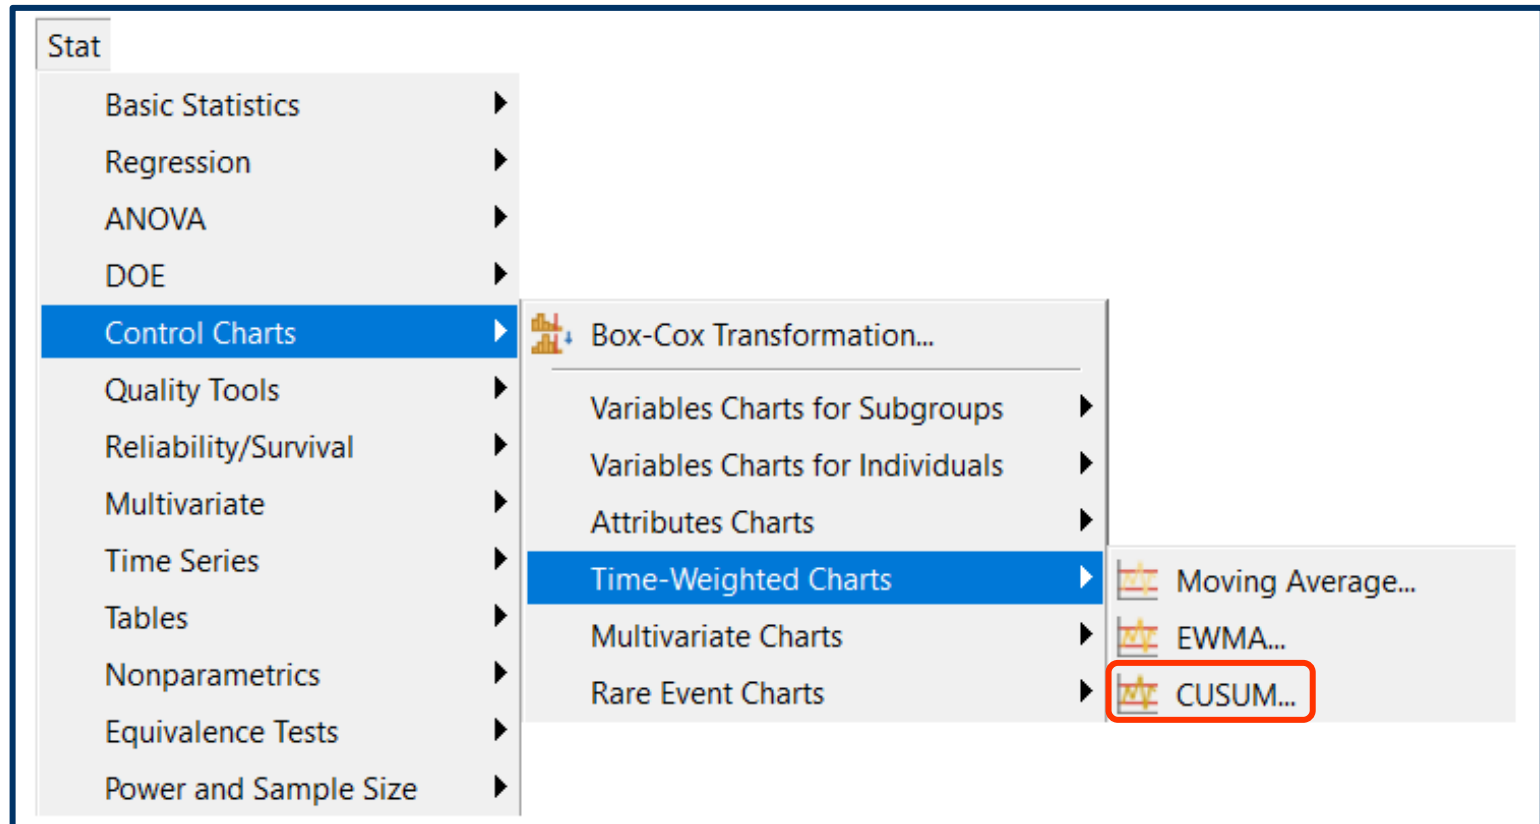 Stat
Basic Statistics
Regression
ANOVA
DOE
Control Charts
Quality Tools
Reliability/Survival
Multivariate
Time Series
Tables
Nonparametrics
Equivalence Tests
Power and Sample Size
Box-Cox Transformation...
Variables Charts for Subgroups
Variables Charts for Individuals
Attributes Charts
Time-Weighted Charts
Multivariate Charts
Rare Event Charts
Moving Average...
EWMA...
CUSUM...